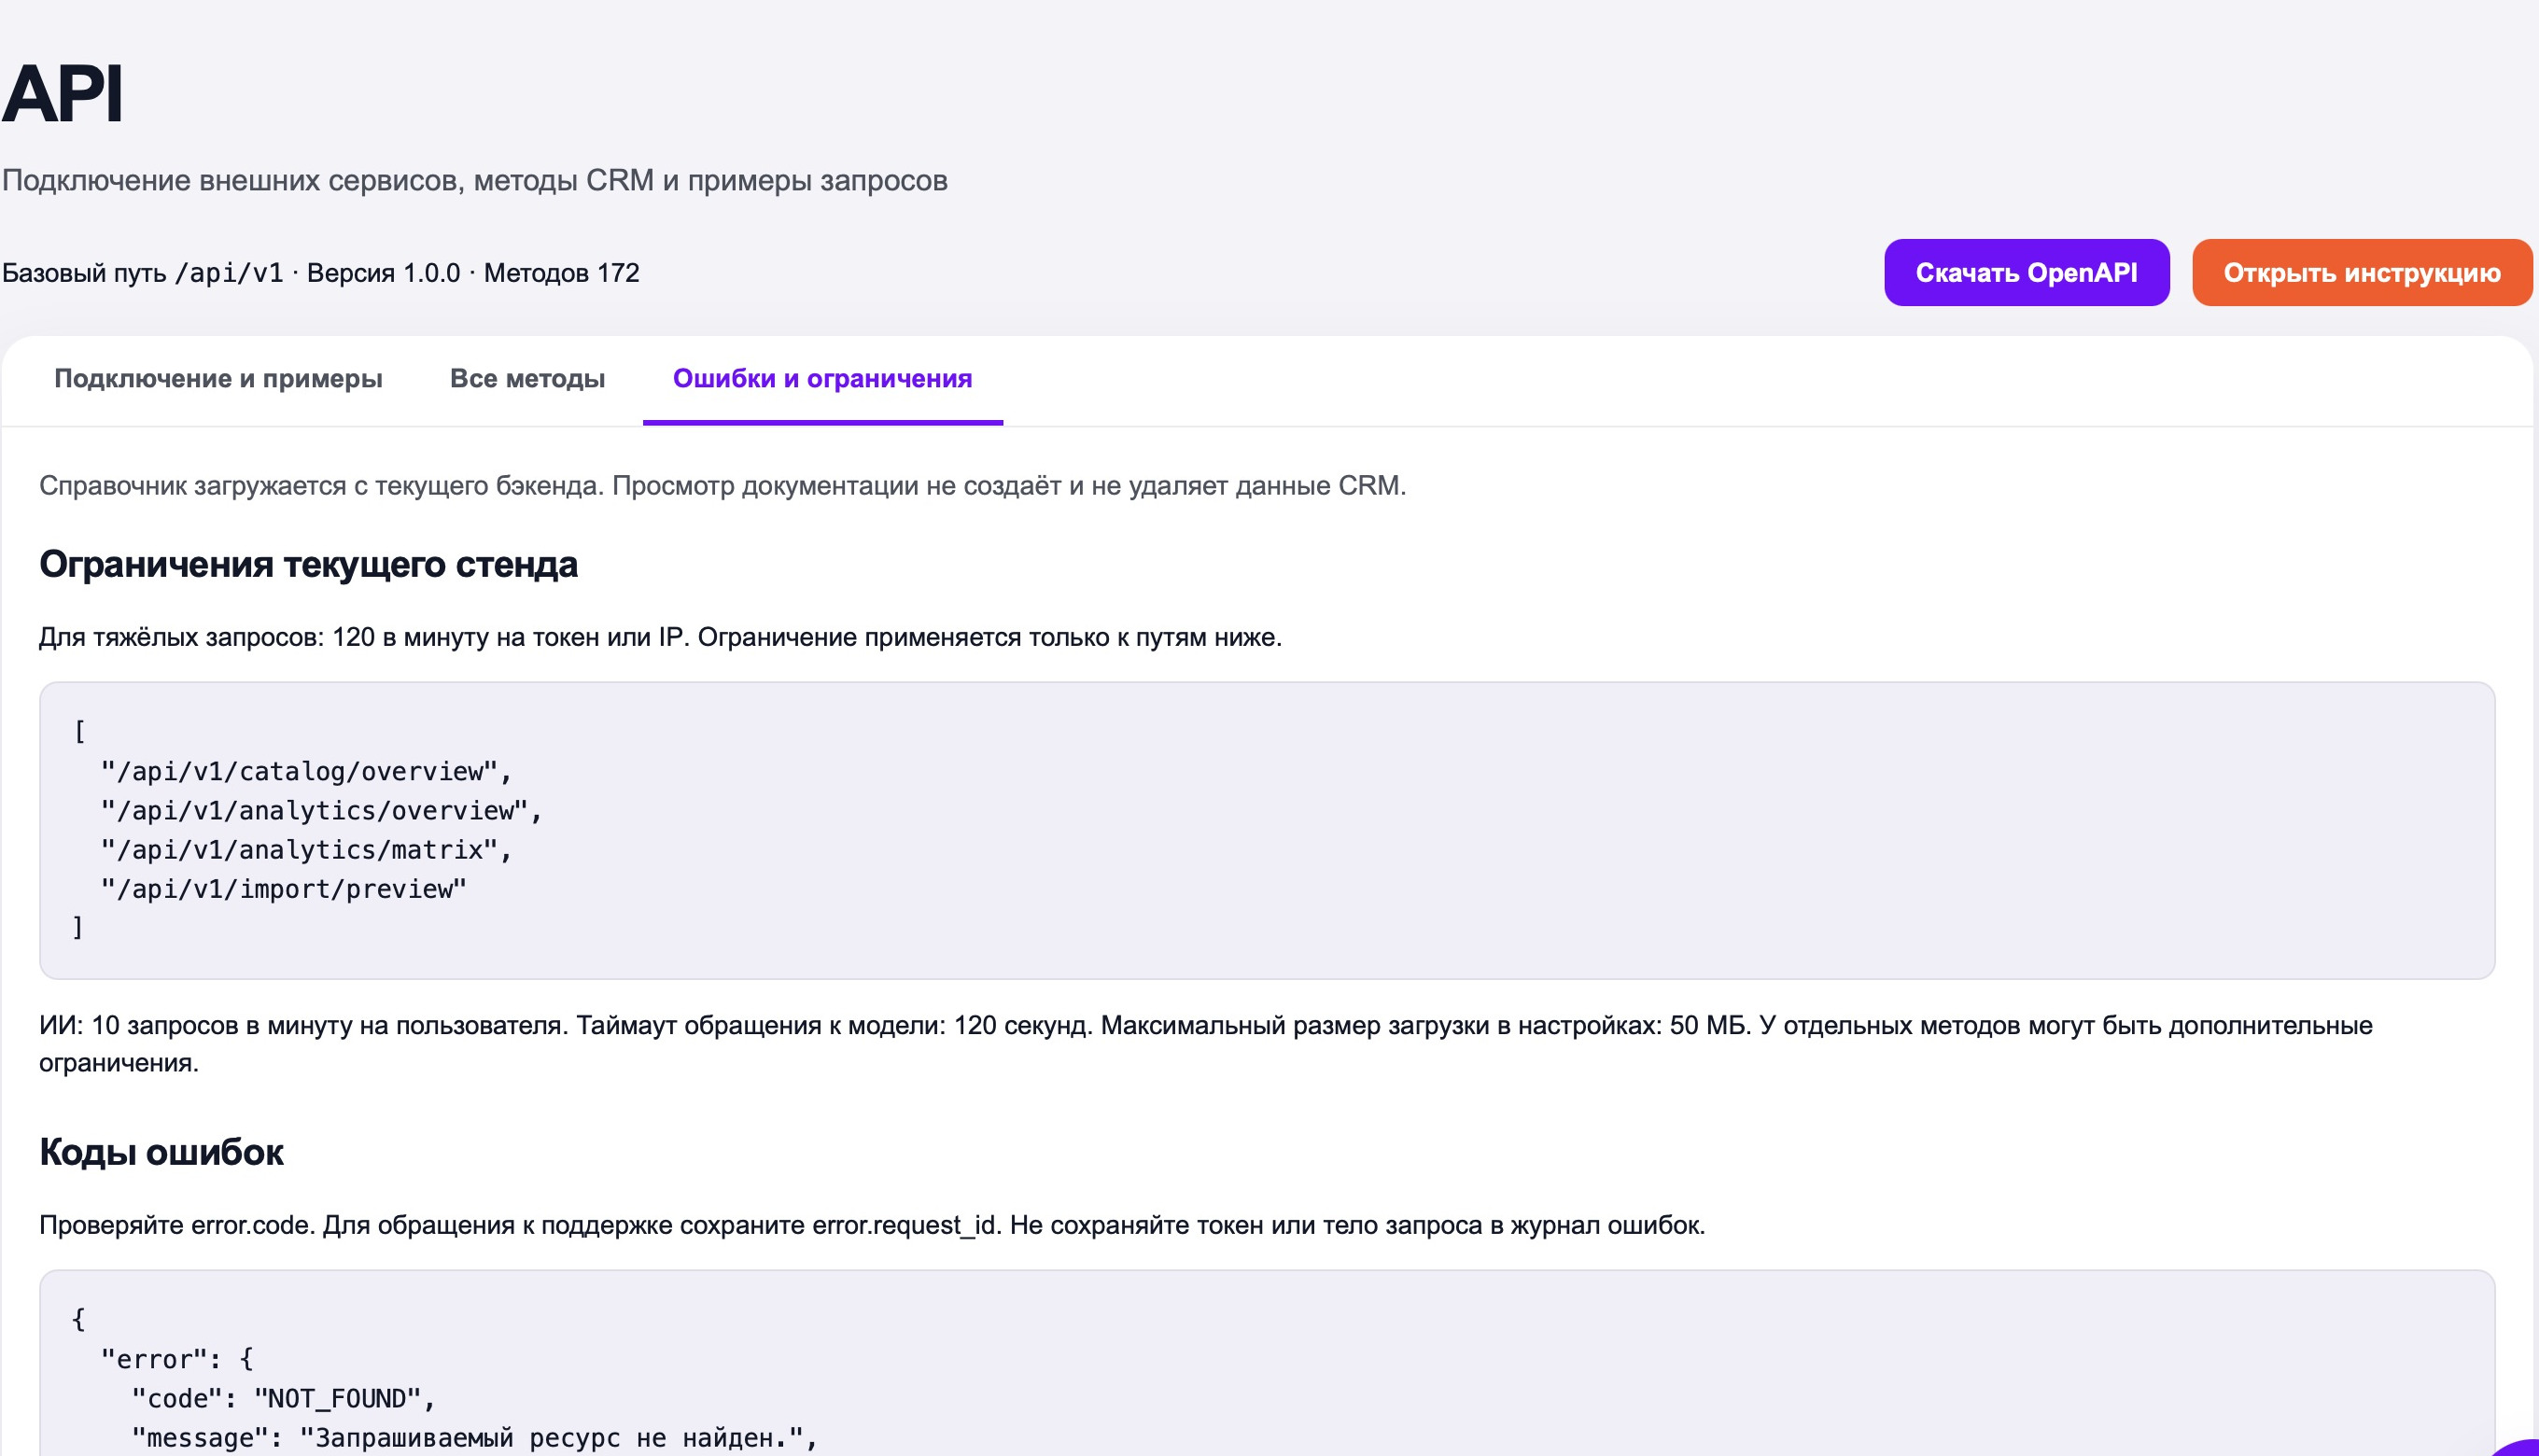 API
Подключение внешних сервисов, методы CRM и примеры запросов
Базовый путь /api/v1 · Версия 1.0.0 · Методов 172
Скачать OpenAPI
Открыть инструкцию
Подключение и примеры
Все методы
Ошибки и ограничения
Справочник загружается с текущего бэкенда. Просмотр документации не создаёт и не удаляет данные CRM.
Ограничения текущего стенда
Для тяжёлых запросов: 120 в минуту на токен или IP. Ограничение применяется только к путям ниже.
[
"/api/v1/catalog/overview",
"/api/v1/analytics/overview",
"/api/v1/analytics/matrix",
"/api/v1/import/preview"
]
ИИ: 10 запросов в минуту на пользователя. Таймаут обращения к модели: 120 секунд. Максимальный размер загрузки в настройках: 50 МБ. У отдельных методов могут быть дополнительные
ограничения.
Коды ошибок
Проверяйте error.code. Для обращения к поддержке сохраните error.request_id. Не сохраняйте токен или тело запроса в журнал ошибок.
{
"error": {
"code": "NOT_FOUND",
"message": "Запрашиваемый ресурс не найден.",